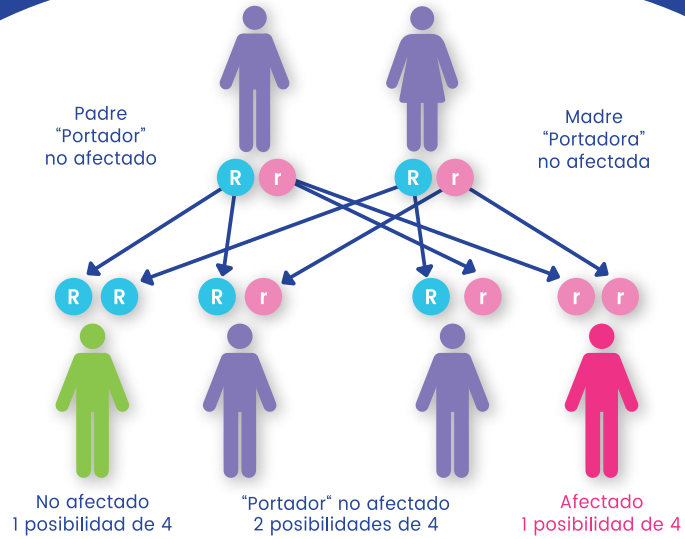 Padre
“Portador”
no afectado
Madre
“Portadora”
no afectada
R r
R r
R R
R r
R r
r r
No afectado
1 posibilidad de 4
“Portador“ no afectado
2 posibilidades de 4
Afectado
1 posibilidad de 4